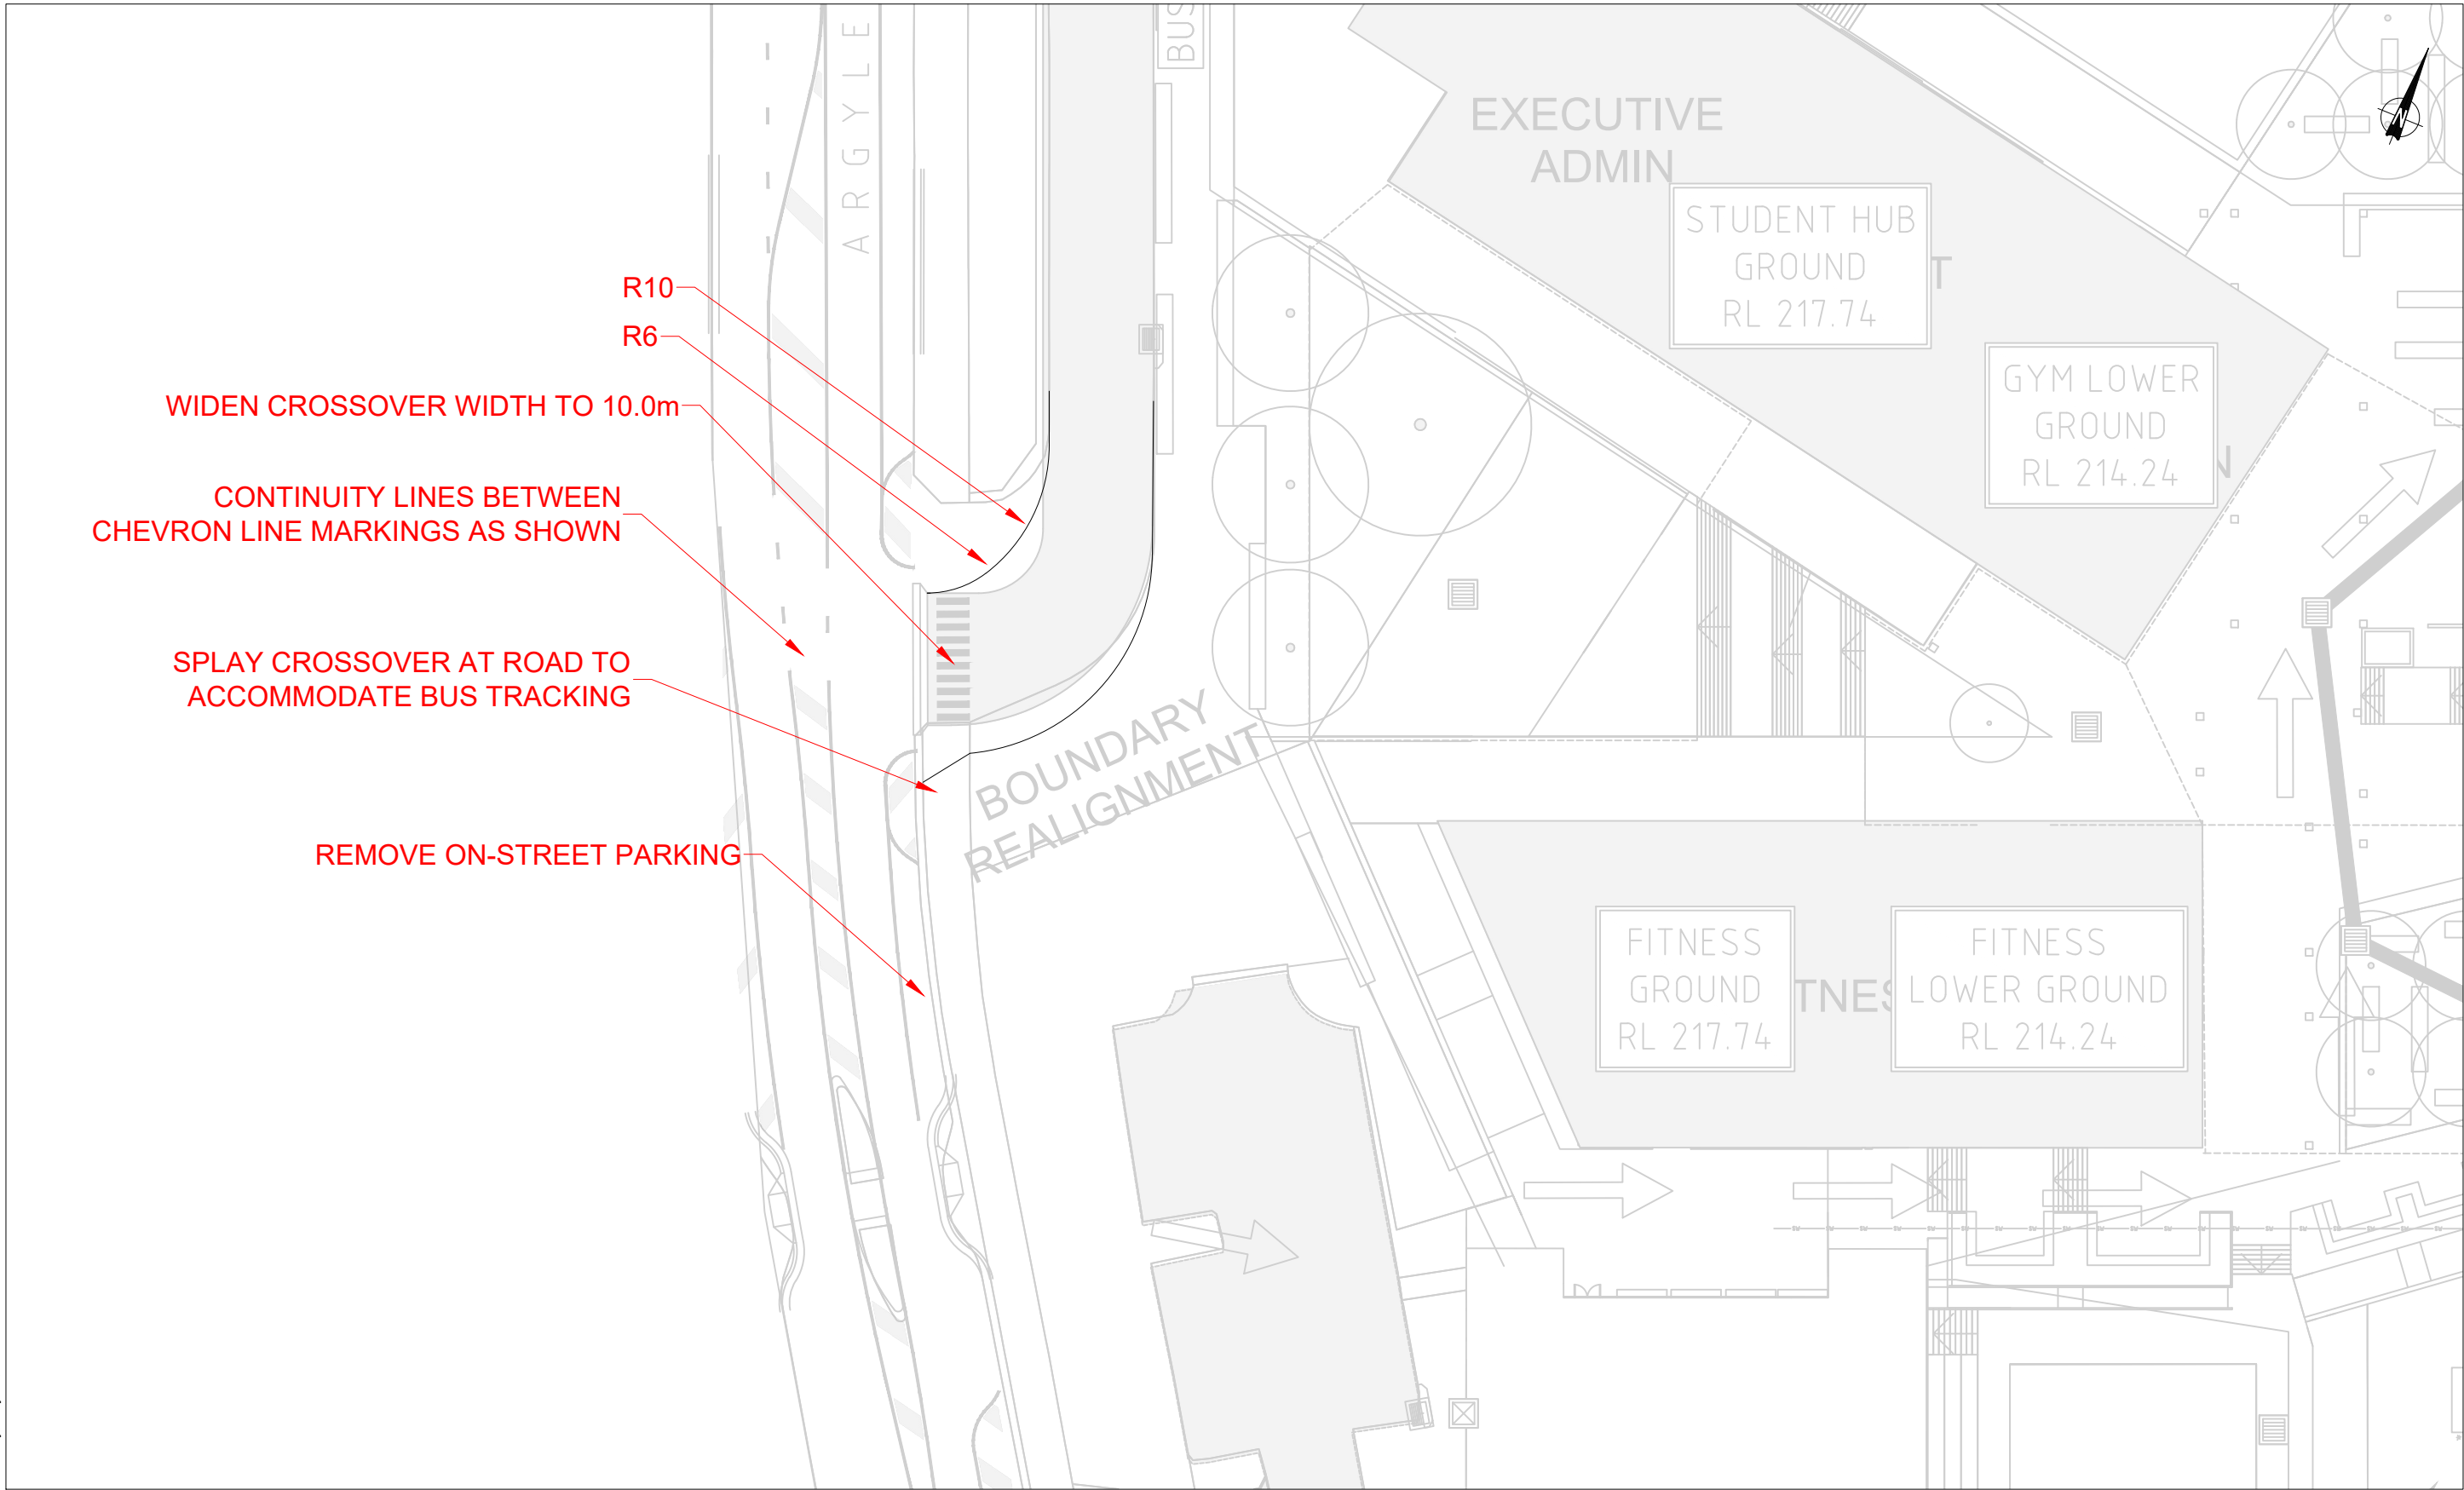 BUS
ARGYLE
N
EXECUTIVE
ADMIN
STUDENT HUB
GROUND
RL 217.74
T
GYM LOWER
GROUND
RL 214.24
N
R10
R6
WIDEN CROSSOVER WIDTH TO 10.0m
CONTINUITY LINES BETWEEN
CHEVRON LINE MARKINGS AS SHOWN
SPLAY CROSSOVER AT ROAD TO
ACCOMMODATE BUS TRACKING
BOUNDARY
REALIGNMENT
REMOVE ON-STREET PARKING
FITNESS
GROUND
RL 217.74
TNES
FITNESS
LOWER GROUND
RL 214.24